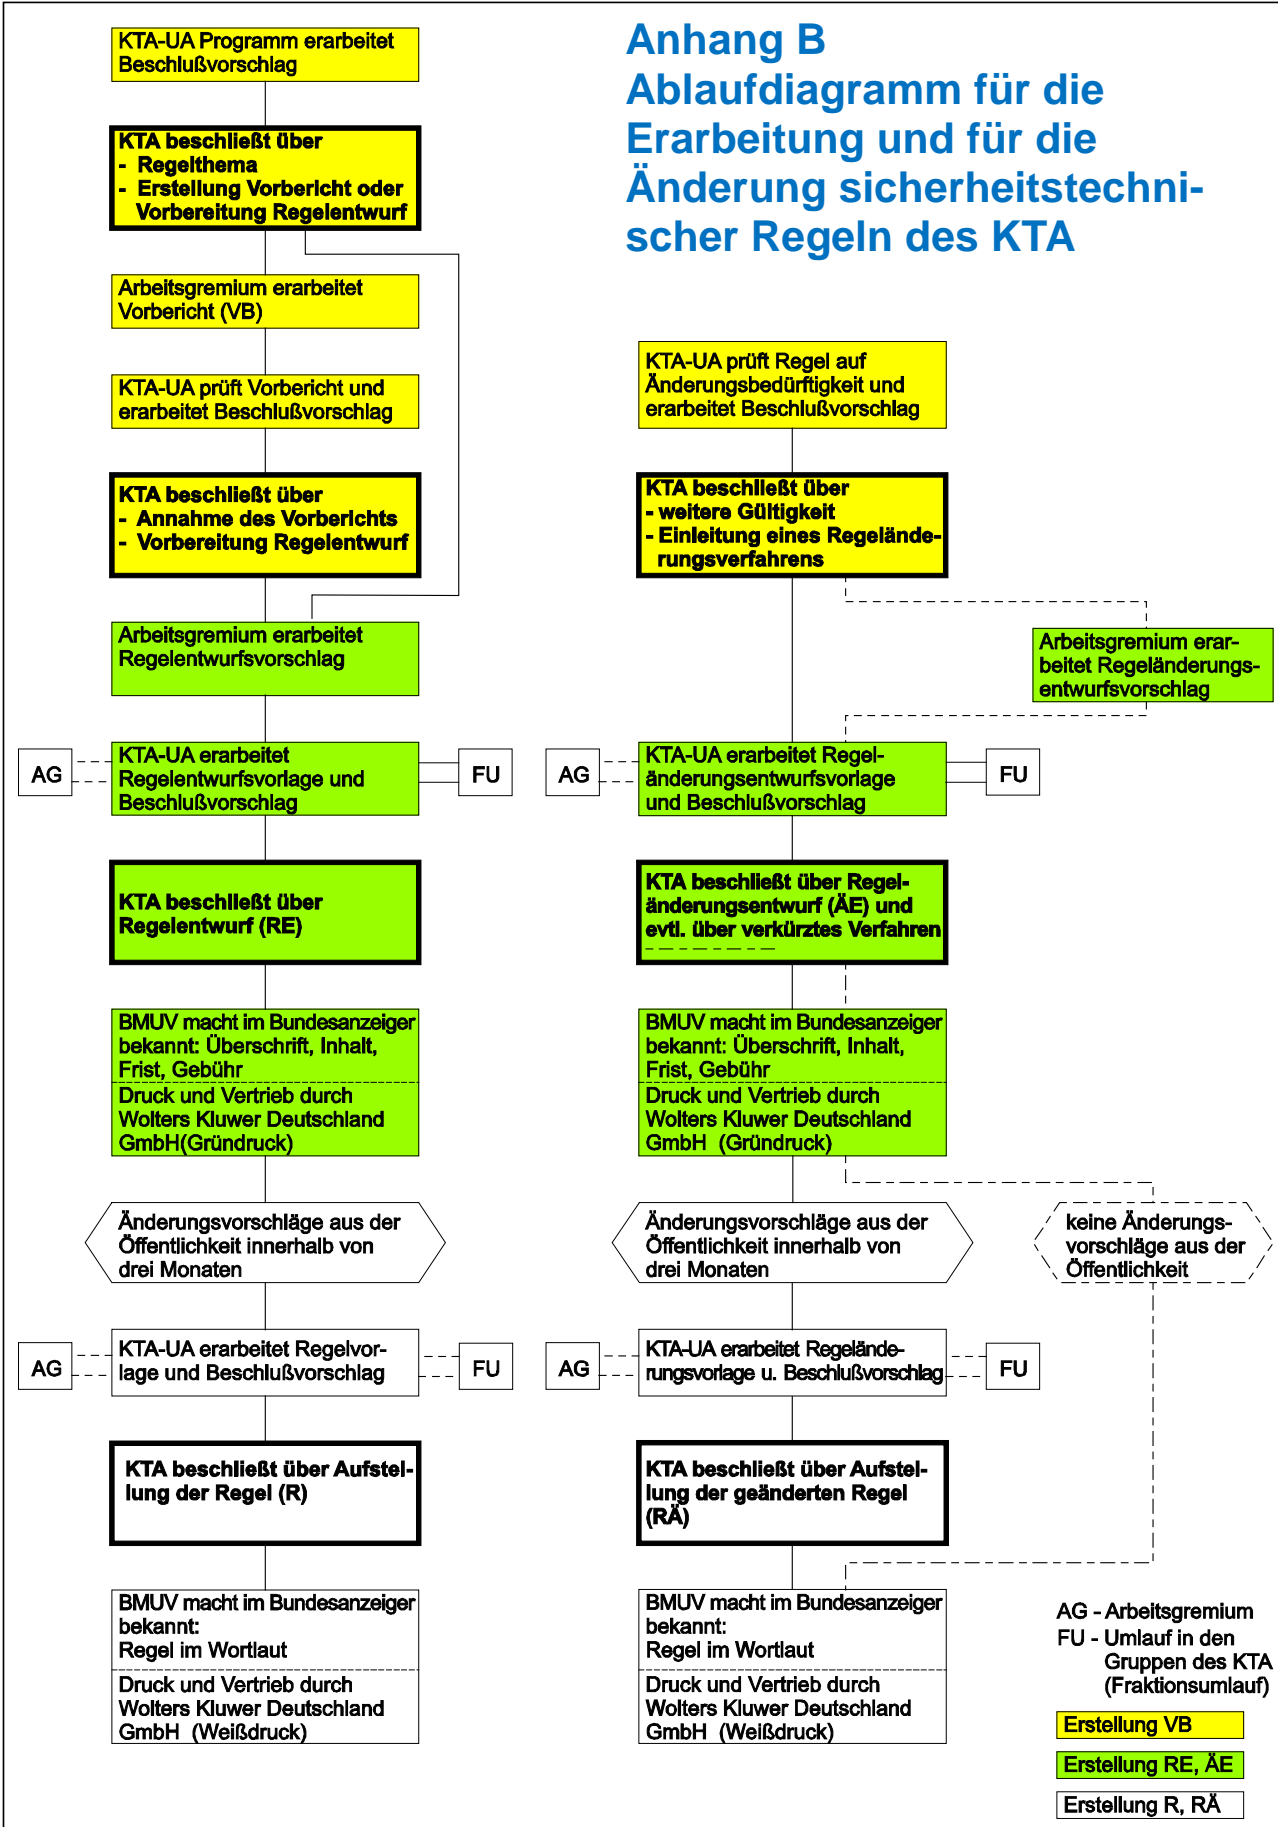 Anhang B
Ablaufdiagramm für die
Erarbeitung und für die
Änderung sicherheitstechni-
scher Regeln des KTA
KTA-UA Programm erarbeitet
Beschlußvorschlag
KTA beschließt über
- Regelthema
- Erstellung Vorbericht oder
Vorbereitung Regelentwurf
Arbeitsgremium erarbeitet
Vorbericht (VB)
KTA-UA prüft Vorbericht und
erarbeitet Beschlußvorschlag
KTA beschließt über
- Annahme des Vorberichts
- Vorbereitung Regelentwurf
Arbeitsgremium erarbeitet
Regelentwurfsvorschlag
AG
KTA-UA erarbeitet
Regelentwurfsvorlage und
Beschlußvorschlag
FU
KTA beschließt über
Regelentwurf (RE)
BMUV macht im Bundesanzeiger
bekannt: Überschrift, Inhalt,
Frist, Gebühr
Druck und Vertrieb durch
Wolters Kluwer Deutschland
GmbH(Gründruck)
Änderungsvorschläge aus der
Öffentlichkeit innerhalb von
drei Monaten
AG
KTA-UA erarbeitet Regelvor-
lage und Beschlußvorschlag
FU
KTA beschließt über Aufstel-
lung der Regel (R)
BMUV macht im Bundesanzeiger
bekannt:
Regel im Wortlaut
Druck und Vertrieb durch
Wolters Kluwer Deutschland
GmbH (Weißdruck)
KTA-UA prüft Regel auf
Änderungsbedürftigkeit und
erarbeitet Beschlußvorschlag
KTA beschließt über
- weitere Gültigkeit
- Einleitung eines Regelände-
rungsverfahrens
Arbeitsgremium erar-
beitet Regeländerungs-
entwurfsvorschlag
AG
KTA-UA erarbeitet Regel-
änderungsentwurfsvorlage
und Beschlußvorschlag
FU
KTA beschließt über Regel-
änderungsentwurf (ÄE) und
evtl. über verkürztes Verfahren
BMUV macht im Bundesanzeiger
bekannt: Überschrift, Inhalt,
Frist, Gebühr
Druck und Vertrieb durch
Wolters Kluwer Deutschland
GmbH (Gründruck)
Änderungsvorschläge aus der
Öffentlichkeit innerhalb von
drei Monaten
keine Änderungs-
vorschläge aus der
Öffentlichkeit
AG
KTA-UA erarbeitet Regelände-
rungsvorlage u. Beschlußvorschlag
FU
KTA beschließt über Aufstel-
lung der geänderten Regel
(RÄ)
BMUV macht im Bundesanzeiger
bekannt:
Regel im Wortlaut
Druck und Vertrieb durch
Wolters Kluwer Deutschland
GmbH (Weißdruck)
AG - Arbeitsgremium
FU - Umlauf in den
Gruppen des KTA
(Fraktionsumlauf)
Erstellung VB
Erstellung RE, ÄE
Erstellung R, RÄ